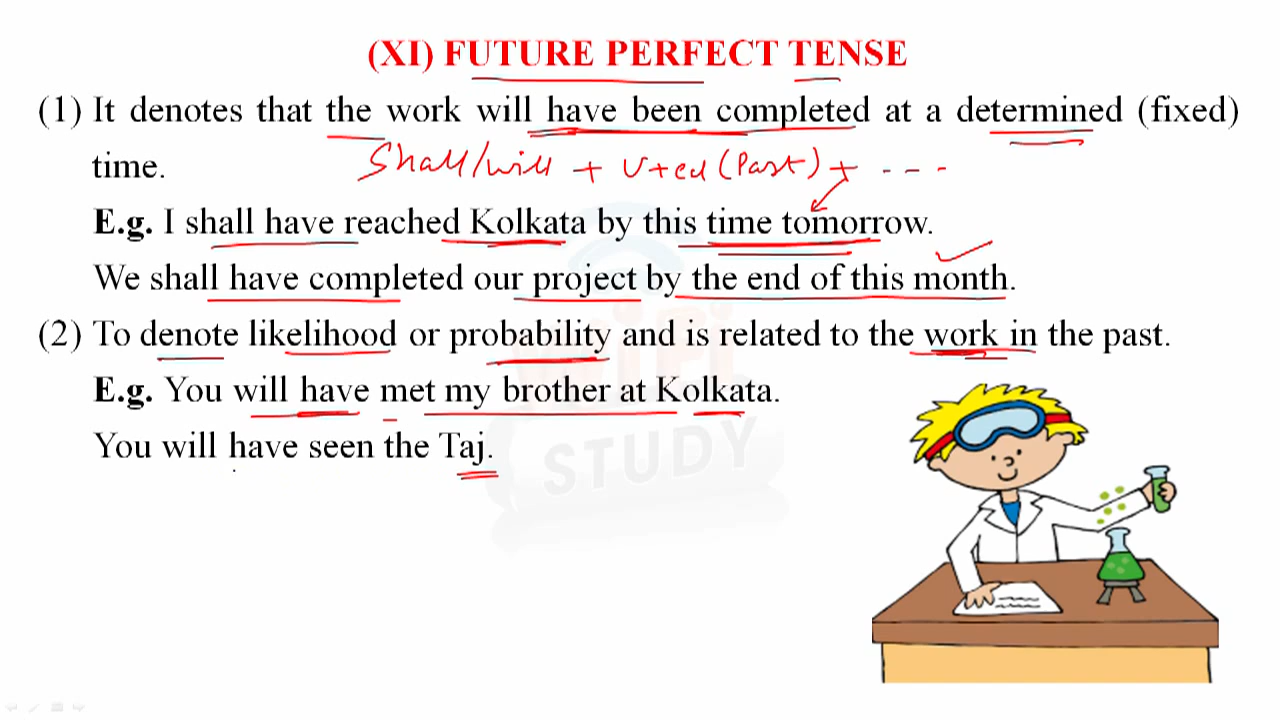 (XI) FUTURE PERFECT TENSE
(1) It denotes that the work will have been completed at a determined (fixed)
time.
Shall/will + V+ed (Past) + - - -
E.g. I shall have reached Kolkata by this time tomorrow.
We shall have completed our project by the end of this month.
(2) To denote likelihood or probability and is related to the work in the past.
E.g. You will have met my brother at Kolkata.
You will have seen the Taj.
WiFi
STUDY